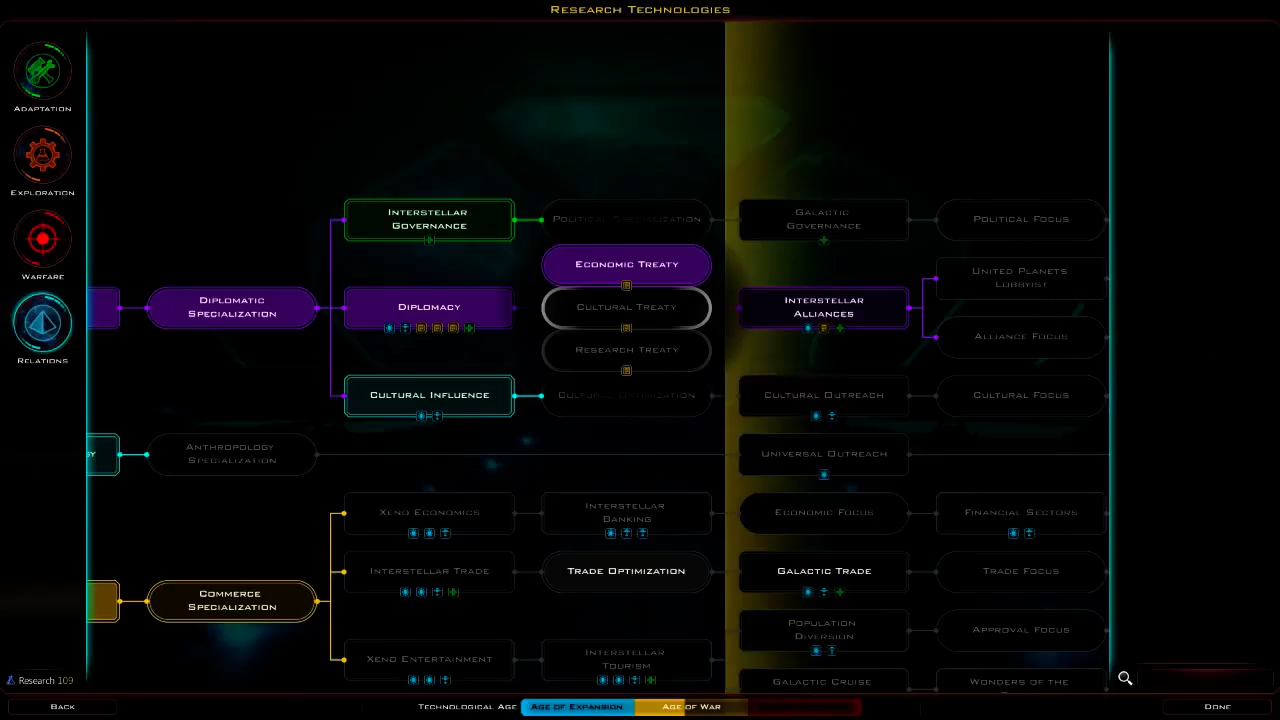 Research Technologies
Adaptation
Exploration
Warfare
Relations
Interstellar
Governance
Political Specialization
Galactic
Governance
Political Focus
Economic Treaty
United Planets
Lobbyist
Diplomatic
Specialization
Diplomacy
Cultural Treaty
Interstellar
Alliances
Research Treaty
Alliance Focus
Cultural Influence
Cultural Optimization
Cultural Outreach
Cultural Focus
gy
Anthropology
Specialization
Universal Outreach
Xeno Economics
Interstellar
Banking
Economic Focus
Financial Sectors
Interstellar Trade
Trade Optimization
Galactic Trade
Trade Focus
Commerce
Specialization
Population
Diversion
Approval Focus
Xeno Entertainment
Interstellar
Tourism
Galactic Cruise
Wonders of the
Research 109
Back
Technological Age
Age of Expansion
Age of War
Done